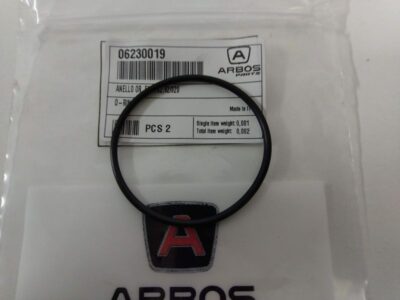 06230019
ARBOS
PARTS
ANELLO OR
O-R
Made in
PCS 2
Single item weight: 0,001
Total item weight: 0,002
ARBOS